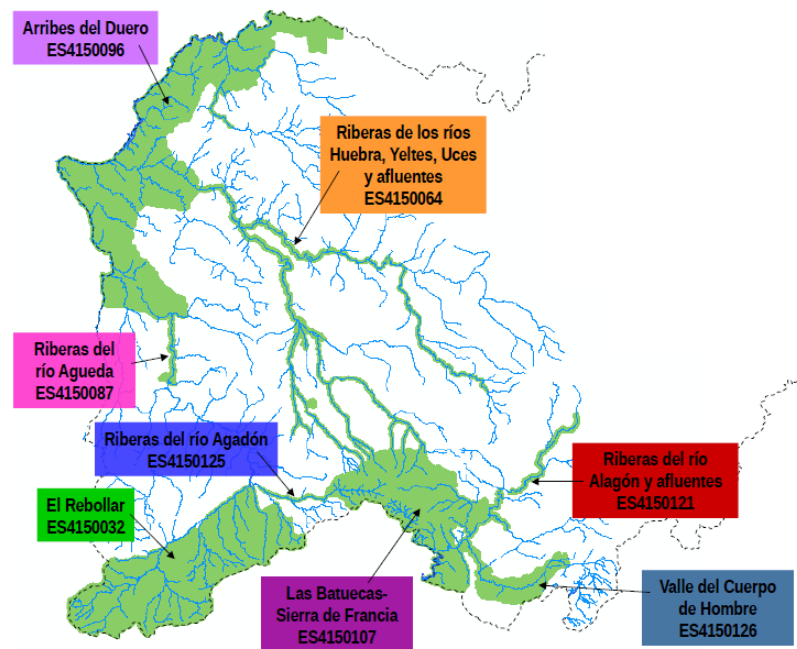 Arribes del Duero
ES4150096
Riberas de los ríos
Huebra, Yeltes, Uces
y afluentes
ES4150064
Riberas del
río Agueda
ES4150087
Riberas del río Agadón
ES4150125
Riberas del río
Alagón y afluentes
ES4150121
El Rebollar
ES4150032
Las Batuecas-
Sierra de Francia
ES4150107
Valle del Cuerpo
de Hombre
ES4150126